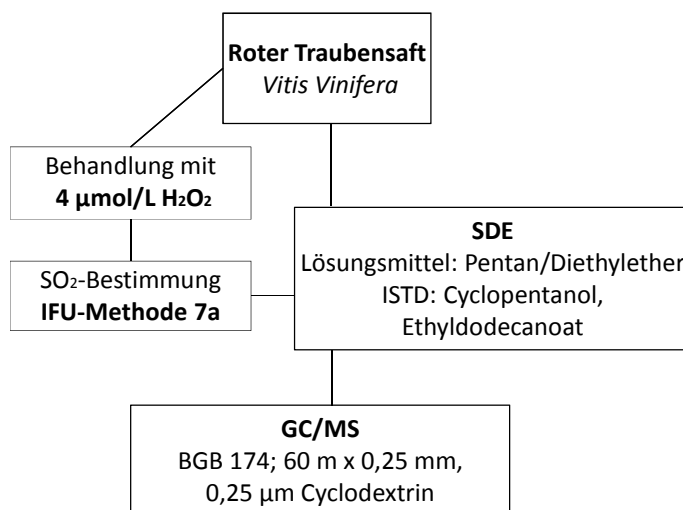 Roter Traubensaft
Vitis Vinifera
Behandlung mit
4 µmol/L H₂O₂
SO₂-Bestimmung
IFU-Methode 7a
SDE
Lösungsmittel: Pentan/Diethylether
ISTD: Cyclopentanol,
Ethyldodecanoat
GC/MS
BGB 174; 60 m x 0,25 mm,
0,25 µm Cyclodextrin